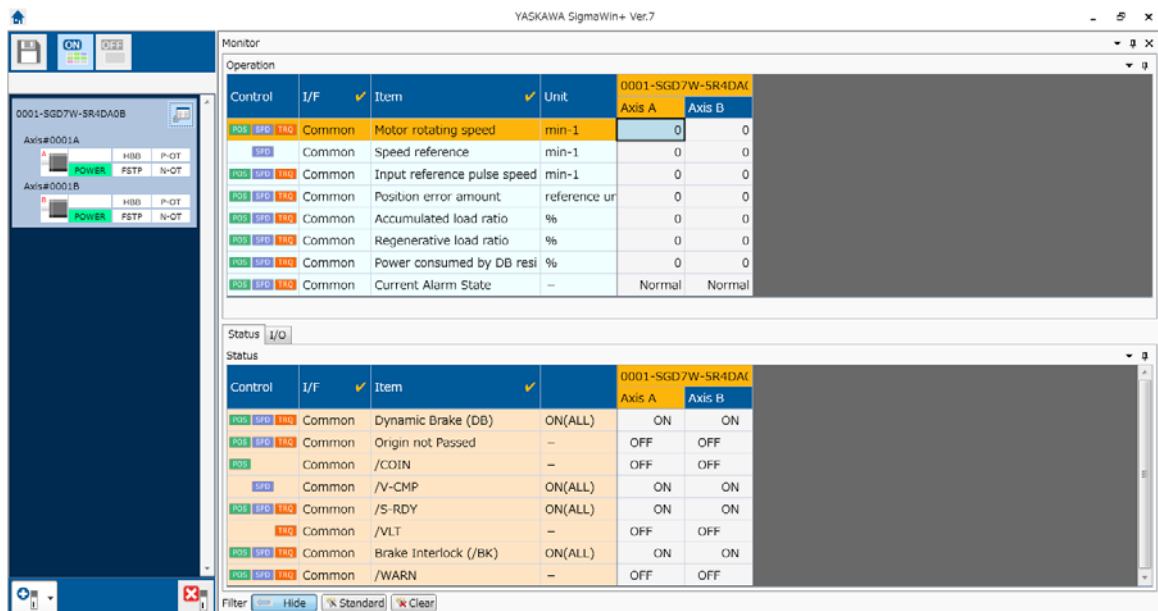 YASKAWA SigmaWin+ Ver.7
ON OFF
Monitor
Operation
0001-SGD7W-5R4DA0B
Axis#0001A
A HBB P-OT
POWER FSTP N-OT
Axis#0001B
B HBB P-OT
POWER FSTP N-OT
Control I/F Item Unit 0001-SGD7W-5R4DA(
Axis A Axis B
POS SPD TRQ Common Motor rotating speed min-1 0 0
SPD Common Speed reference min-1 0 0
POS SPD TRQ Common Input reference pulse speed min-1 0 0
POS SPD TRQ Common Position error amount reference ur 0 0
POS SPD TRQ Common Accumulated load ratio % 0 0
POS SPD TRQ Common Regenerative load ratio % 0 0
POS SPD TRQ Common Power consumed by DB resi % 0 0
POS SPD TRQ Common Current Alarm State – Normal Normal
Status I/O
Status
Control I/F Item 0001-SGD7W-5R4DA(
Axis A Axis B
POS SPD TRQ Common Dynamic Brake (DB) ON(ALL) ON ON
POS SPD TRQ Common Origin not Passed – OFF OFF
POS Common /COIN – OFF OFF
SPD Common /V-CMP ON(ALL) ON ON
POS SPD TRQ Common /S-RDY ON(ALL) ON ON
TRQ Common /VLT – OFF OFF
POS SPD TRQ Common Brake Interlock (/BK) ON(ALL) ON ON
POS SPD TRQ Common /WARN – OFF OFF
Filter Hide Standard Clear